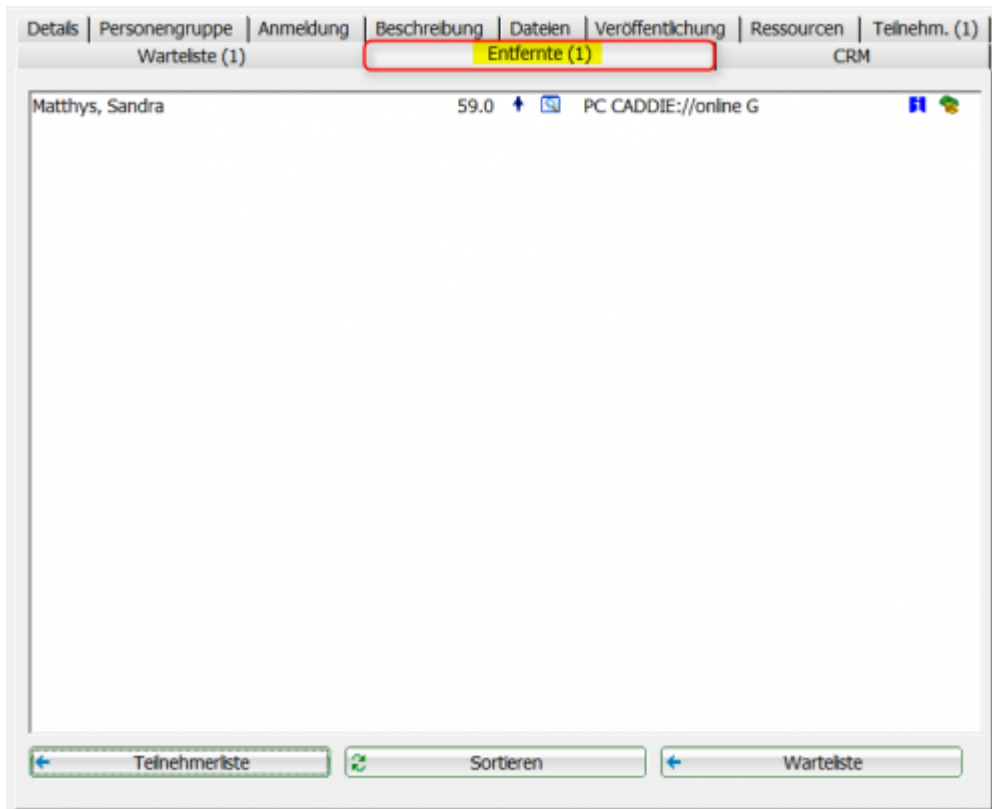 Details Personengruppe Anmeldung Beschreibung Dateien Veröffentlichung Ressourcen Teilnehm. (1)
Warteliste (1) Entfernte (1) CRM
Matthys, Sandra 59.0 PC CADDIE://online G
Teilnehmerliste Sortieren Warteliste